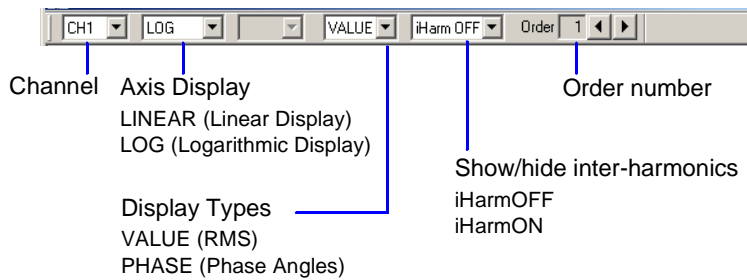 CH1 LOG VALUE iHarm OFF Order 1
Channel
Axis Display
LINEAR (Linear Display)
LOG (Logarithmic Display)
Order number
Show/hide inter-harmonics
iHarmOFF
iHarmON
Display Types
VALUE (RMS)
PHASE (Phase Angles)